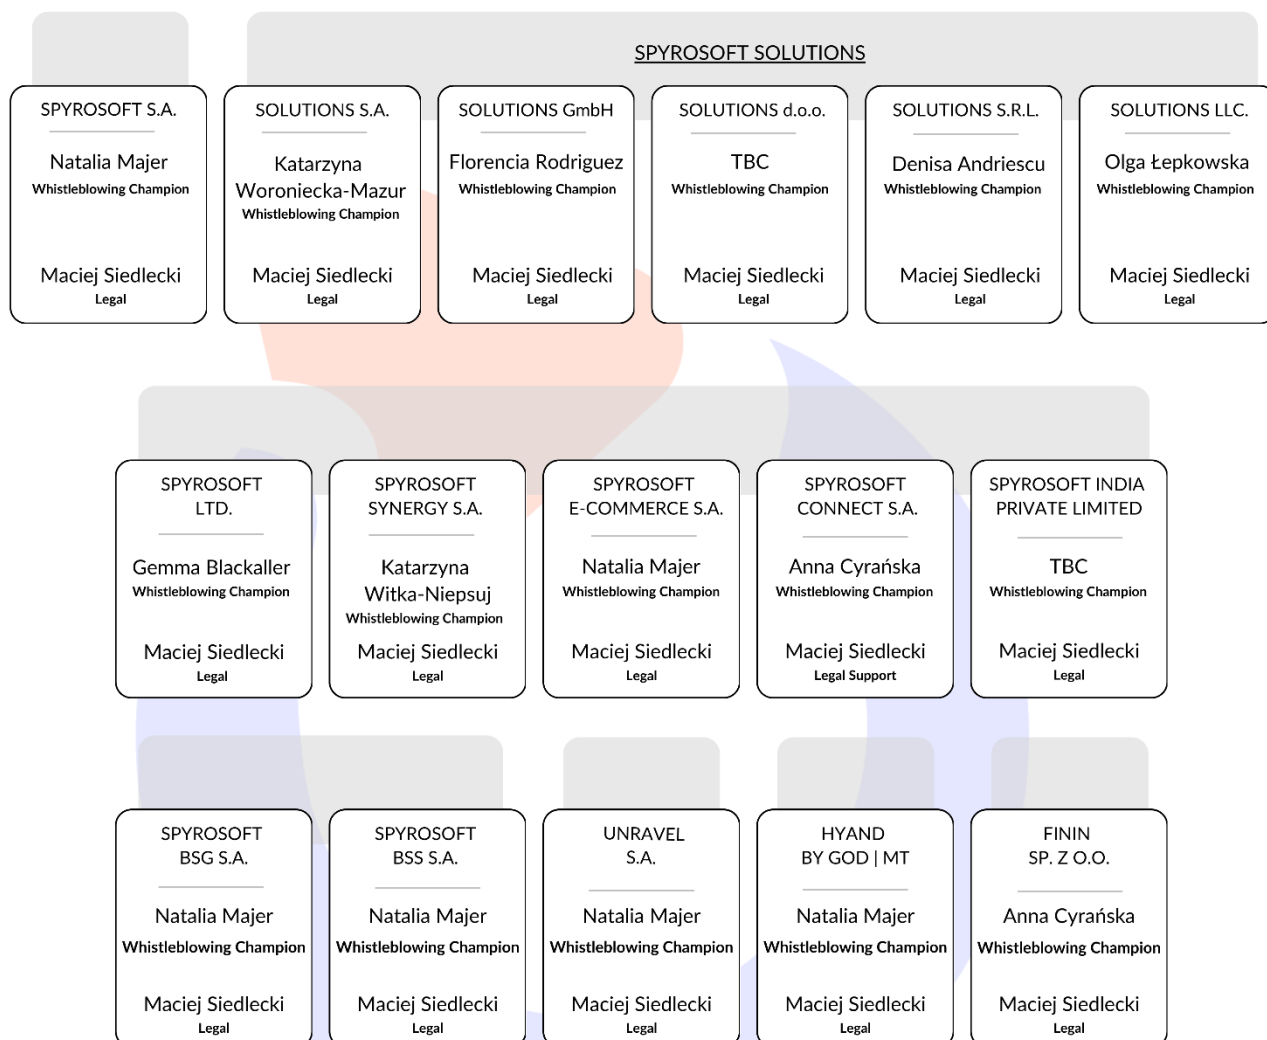 SPYROSOFT SOLUTIONS
SPYROSOFT S.A.
Natalia Majer
Whistleblowing Champion
Maciej Siedlecki
Legal
SOLUTIONS S.A.
Katarzyna
Woroniecka-Mazur
Whistleblowing Champion
Maciej Siedlecki
Legal
SOLUTIONS GmbH
Florencia Rodriguez
Whistleblowing Champion
Maciej Siedlecki
Legal
SOLUTIONS d.o.o.
TBC
Whistleblowing Champion
Maciej Siedlecki
Legal
SOLUTIONS S.R.L.
Denisa Andriescu
Whistleblowing Champion
Maciej Siedlecki
Legal
SOLUTIONS LLC.
Olga Łepkowska
Whistleblowing Champion
Maciej Siedlecki
Legal
SPYROSOFT
LTD.
Gemma Blackaller
Whistleblowing Champion
Maciej Siedlecki
Legal
SPYROSOFT
SYNERGY S.A.
Katarzyna
Witka-Niepsuj
Whistleblowing Champion
Maciej Siedlecki
Legal
SPYROSOFT
E-COMMERCE S.A.
Natalia Majer
Whistleblowing Champion
Maciej Siedlecki
Legal
SPYROSOFT
CONNECT S.A.
Anna Cyrańska
Whistleblowing Champion
Maciej Siedlecki
Legal Support
SPYROSOFT INDIA
PRIVATE LIMITED
TBC
Whistleblowing Champion
Maciej Siedlecki
Legal
SPYROSOFT
BSG S.A.
Natalia Majer
Whistleblowing Champion
Maciej Siedlecki
Legal
SPYROSOFT
BSS S.A.
Natalia Majer
Whistleblowing Champion
Maciej Siedlecki
Legal
UNRAVEL
S.A.
Natalia Majer
Whistleblowing Champion
Maciej Siedlecki
Legal
HYAND
BY GOD | MT
Natalia Majer
Whistleblowing Champion
Maciej Siedlecki
Legal
FININ
SP. Z O.O.
Anna Cyrańska
Whistleblowing Champion
Maciej Siedlecki
Legal